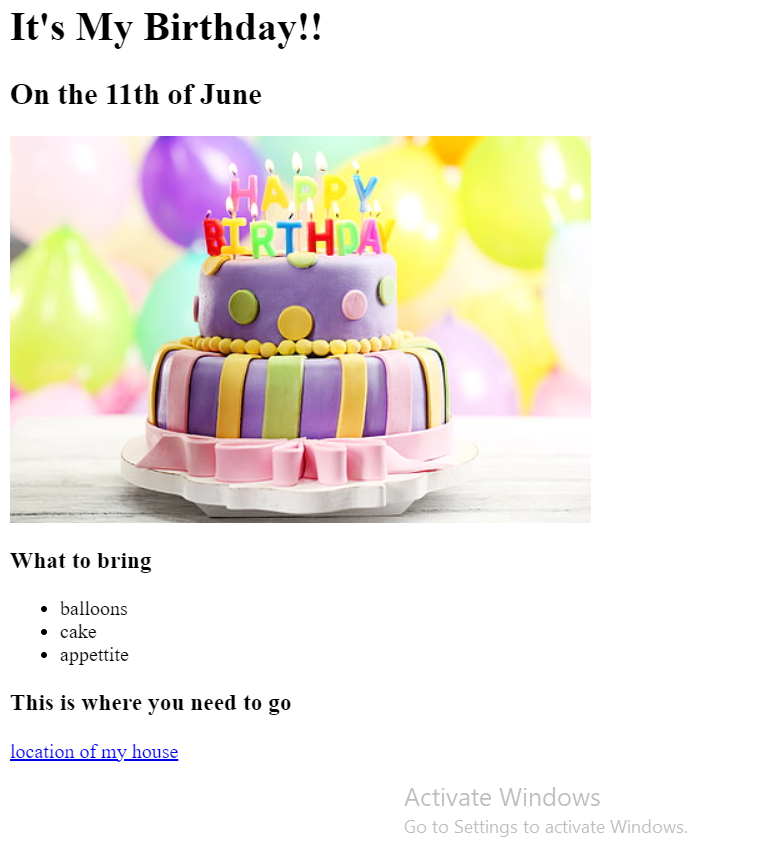 It's My Birthday!!
On the 11th of June
HAPPY
BIRTHDAY
What to bring
balloons
cake
appettite
This is where you need to go
location of my house
Activate Windows
Go to Settings to activate Windows.